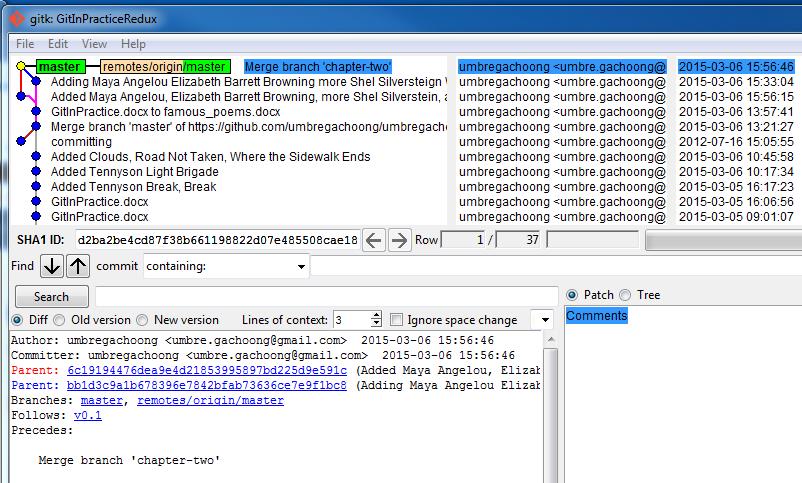 gitk: GitInPracticeRedux
File Edit View Help
master remotes/origin/master Merge branch 'chapter-two' umbregachoong <umbre.gachoong@ 2015-03-06 15:56:46
Adding Maya Angelou Elizabeth Barrett Browning, more Shel Silversteign umbregachoong <umbre.gachoong@ 2015-03-06 15:33:04
Added Maya Angelou, Elizabeth Barrett Browning, more Shel Silverstein, umbregachoong <umbre.gachoong@ 2015-03-06 15:56:15
GitInPractice.docx to famous_poems.docx umbregachoong <umbre.gachoong@ 2015-03-06 13:57:41
Merge branch 'master' of https://github.com/umbregachoong/umbregacho umbregachoong <umbre.gachoong@ 2015-03-06 13:21:27
committing umbregachoong <umbre.gachoong@ 2012-07-16 15:05:55
Added Clouds, Road Not Taken, Where the Sidewalk Ends umbregachoong <umbre.gachoong@ 2015-03-06 10:45:58
Added Tennyson Light Brigade umbregachoong <umbre.gachoong@ 2015-03-06 10:17:34
Added Tennyson Break, Break umbregachoong <umbre.gachoong@ 2015-03-05 16:17:23
GitInPractice.docx umbregachoong <umbre.gachoong@ 2015-03-05 16:06:56
GitInPractice.docx umbregachoong <umbre.gachoong@ 2015-03-05 09:01:07
SHA1 ID: d2ba2be4cd87f38b661198822d07e485508cae18 Row 1 / 37
Find commit containing:
Search
Patch Tree
Diff Old version New version Lines of context: 3 Ignore space change
Comments
Author: umbregachoong <umbre.gachoong@gmail.com> 2015-03-06 15:56:46
Committer: umbregachoong <umbre.gachoong@gmail.com> 2015-03-06 15:56:46
Parent: 6c19194476dea9e4d21853995897bd225d9e591c (Added Maya Angelou, Elizab
Parent: bb1d3c9a1b678396e7842bfab73636ce7e9f1bc8 (Adding Maya Angelou Elizab
Branches: master, remotes/origin/master
Follows: v0.1
Precedes:
Merge branch 'chapter-two'